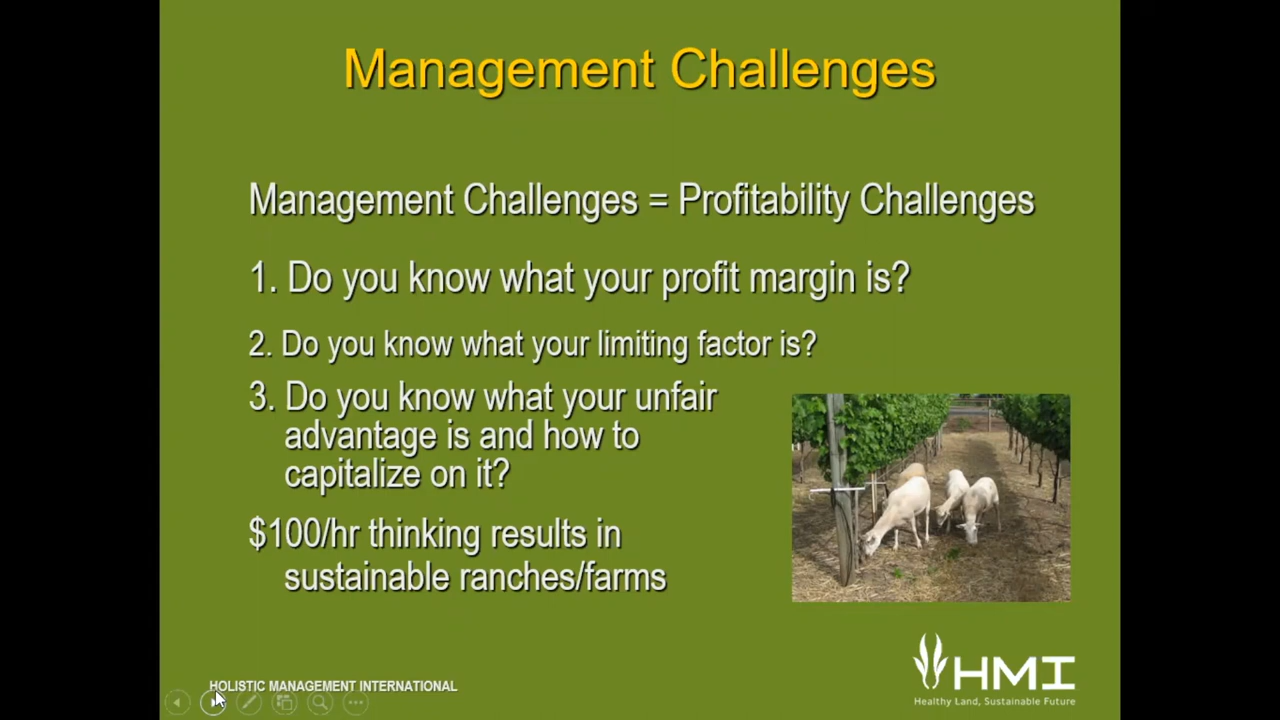 Management Challenges
Management Challenges = Profitability Challenges
1. Do you know what your profit margin is?
2. Do you know what your limiting factor is?
3. Do you know what your unfair
advantage is and how to
capitalize on it?
$100/hr thinking results in
sustainable ranches/farms
HOLISTIC MANAGEMENT INTERNATIONAL
HMI
Healthy Land, Sustainable Future